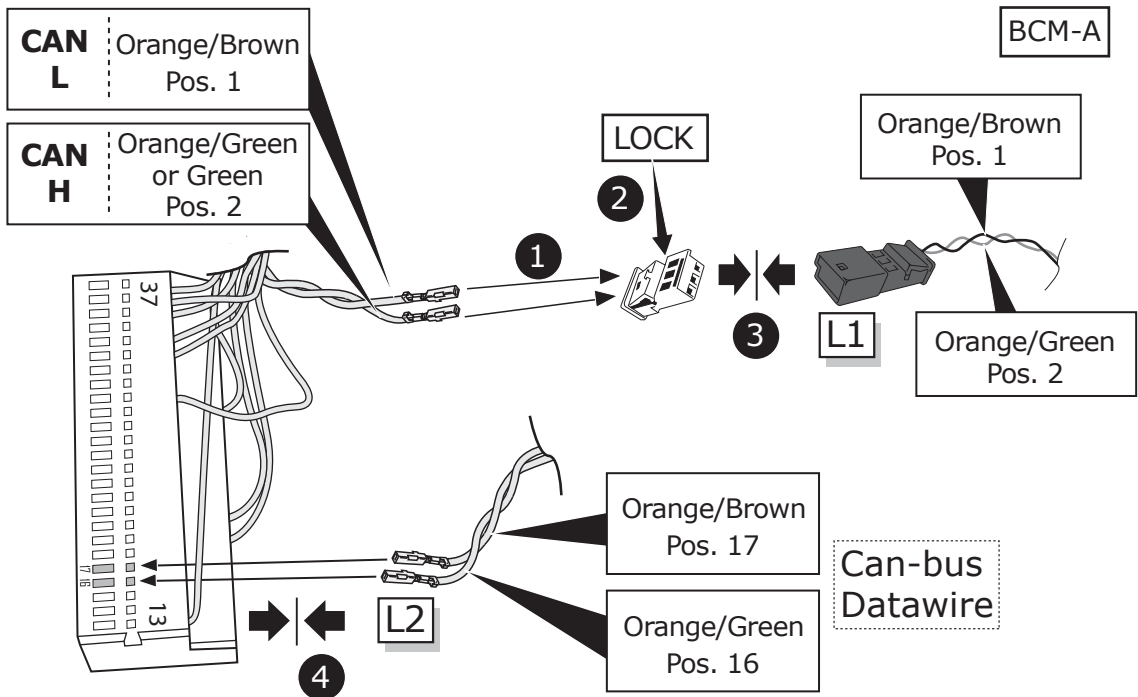 CAN
L
Orange/Brown
Pos. 1
CAN
H
Orange/Green
or Green
Pos. 2
BCM-A
LOCK
2
1
3
Orange/Brown
Pos. 1
L1
Orange/Green
Pos. 2
37
17
16
13
Orange/Brown
Pos. 17
Can-bus
Datawire
L2
Orange/Green
Pos. 16
4